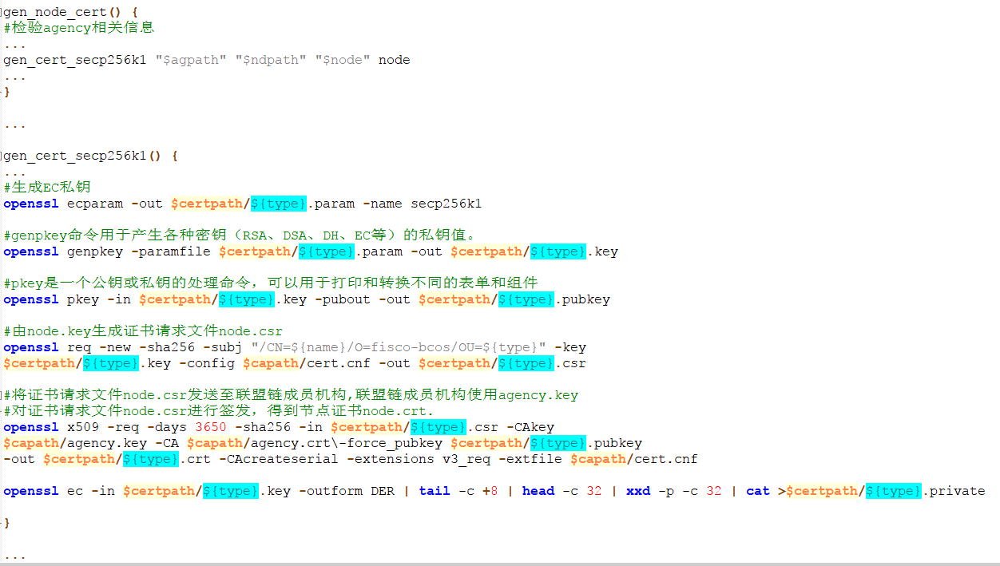 gen_node_cert() {
#检验agency相关信息
...
gen_cert_secp256k1 "$agpath" "$ndpath" "$node" node
...
}
...
gen_cert_secp256k1() {
...
#生成EC私钥
openssl ecparam -out $certpath/${type}.param -name secp256k1
#genpkey命令用于产生各种密钥（RSA、DSA、DH、EC等）的私钥值。
openssl genpkey -paramfile $certpath/${type}.param -out $certpath/${type}.key
#pkey是一个公钥或私钥的处理命令，可以用于打印和转换不同的表单和组件
openssl pkey -in $certpath/${type}.key -pubout -out $certpath/${type}.pubkey
#由node.key生成证书请求文件node.csr
openssl req -new -sha256 -subj "/CN=${name}/O=fisco-bcos/OU=${type}" -key
$certpath/${type}.key -config $capath/cert.cnf -out $certpath/${type}.csr
#将证书请求文件node.csr发送至联盟链成员机构,联盟链成员机构使用agency.key
#对证书请求文件node.csr进行签发，得到节点证书node.crt.
openssl x509 -req -days 3650 -sha256 -in $certpath/${type}.csr -CAkey
$capath/agency.key -CA $capath/agency.crt\-force_pubkey $certpath/${type}.pubkey
-out $certpath/${type}.crt -CAcreateserial -extensions v3_req -extfile $capath/cert.cnf
openssl ec -in $certpath/${type}.key -outform DER | tail -c +8 | head -c 32 | xxd -p -c 32 | cat >$certpath/${type}.private
}
...